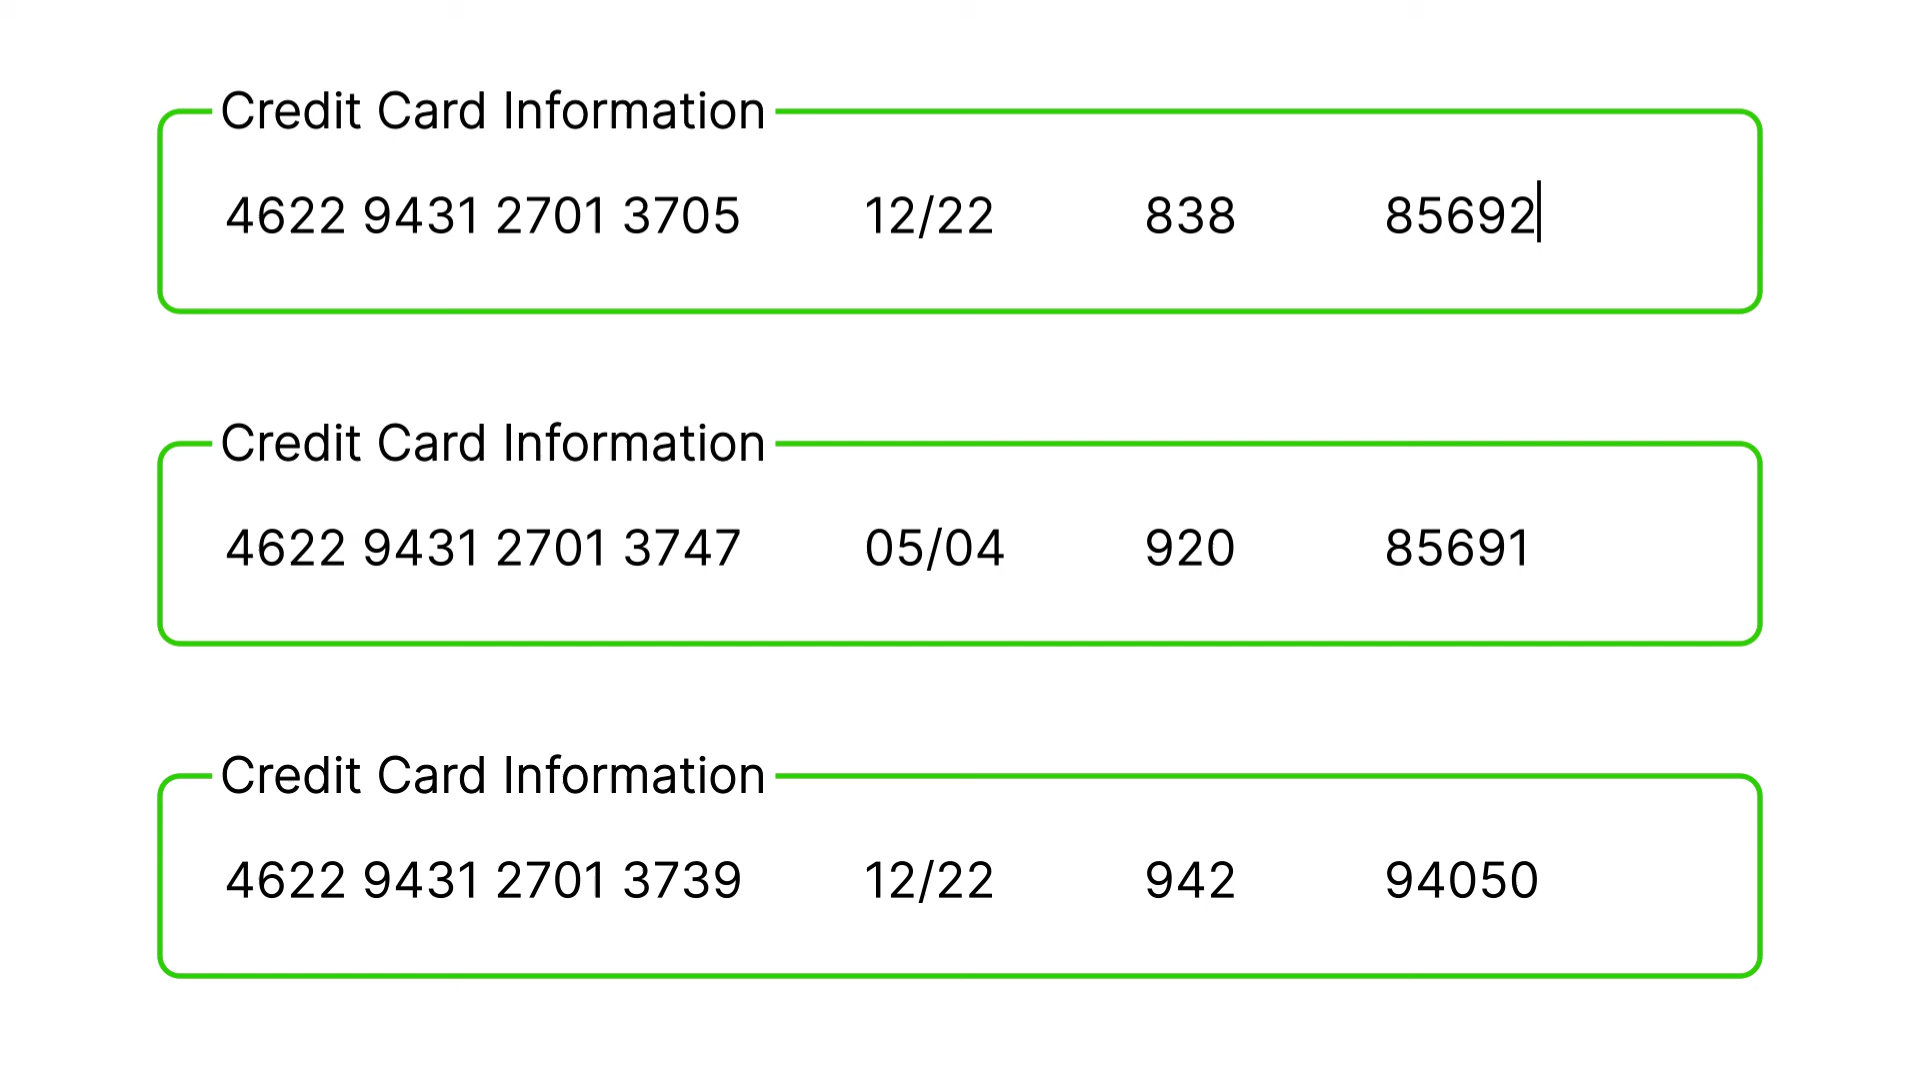 Credit Card Information
4622 9431 2701 3705 12/22 838 85692
Credit Card Information
4622 9431 2701 3747 05/04 920 85691
Credit Card Information
4622 9431 2701 3739 12/22 942 94050